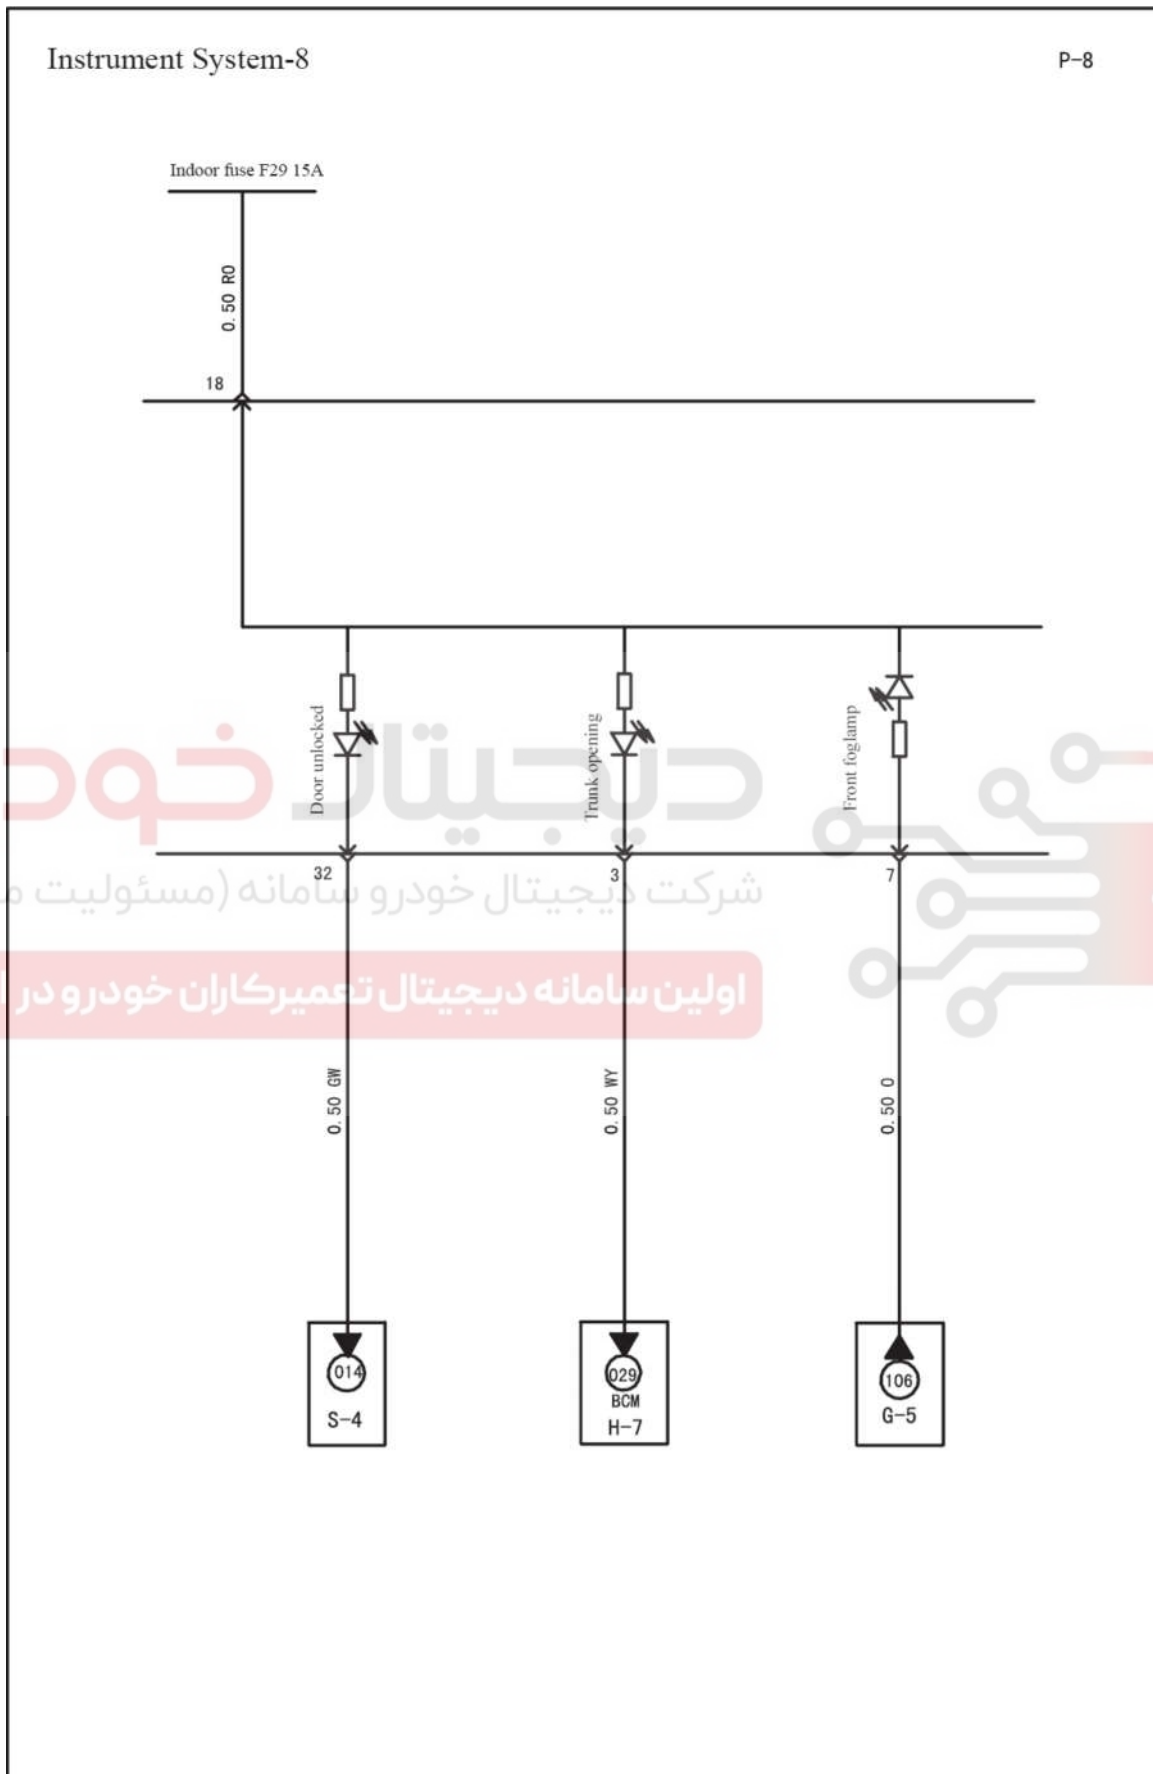 Instrument System-8
P-8
Indoor fuse F29 15A
0.50 RO
18
Door unlocked
Trunk opening
Front foglamp
دیجیتال خود
32
3
7
شرکت دیجیتال خودرو سامانه (مسئولیت م
اولین سامانه دیجیتال تعمیرکاران خودرو در ا
0.50 GW
0.50 WY
0.50 O
014
S-4
029
BCM
H-7
106
G-5